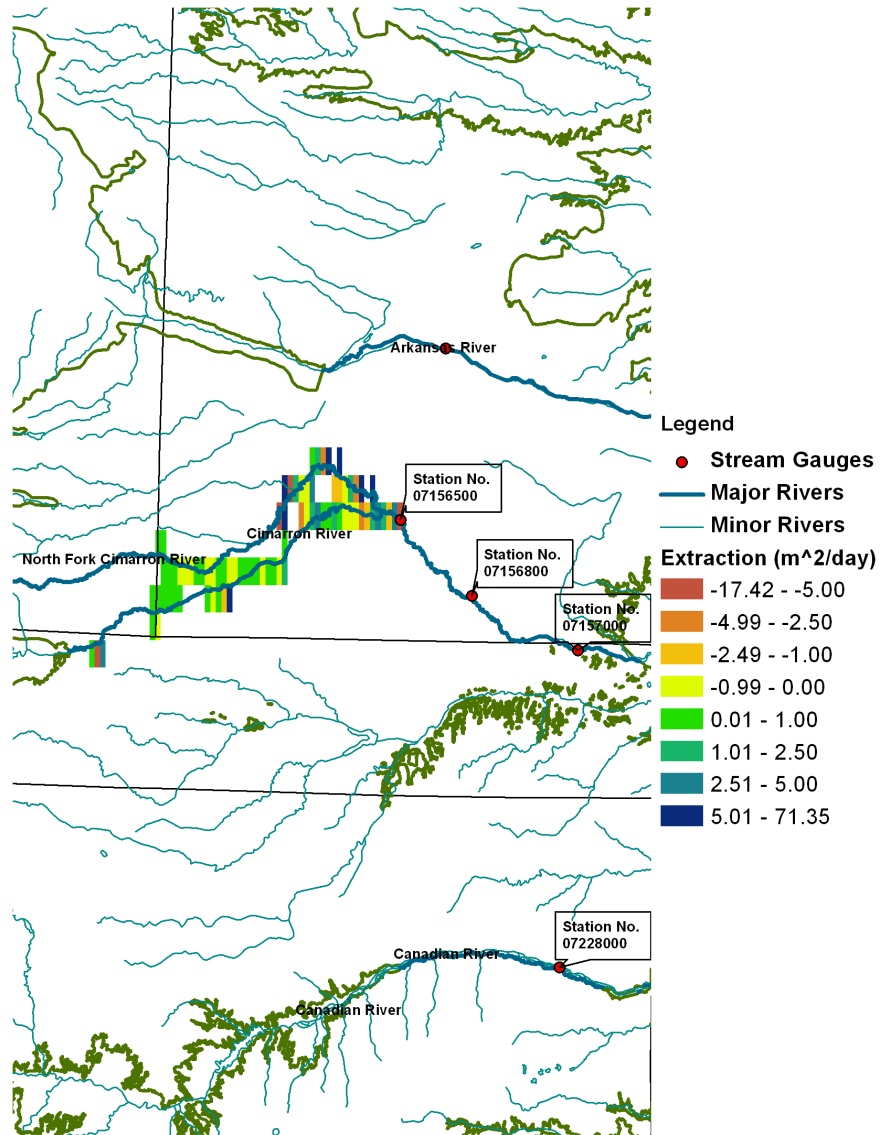 Arkansas River
Legend
Stream Gauges
Major Rivers
Minor Rivers
Extraction (m^2/day)
-17.42 - -5.00
-4.99 - -2.50
-2.49 - -1.00
-0.99 - 0.00
0.01 - 1.00
1.01 - 2.50
2.51 - 5.00
5.01 - 71.35
Station No.
07156500
Cimarron River
North Fork Cimarron River
Station No.
07156800
Station No.
07157000
Station No.
07228000
Canadian River
Canadian River